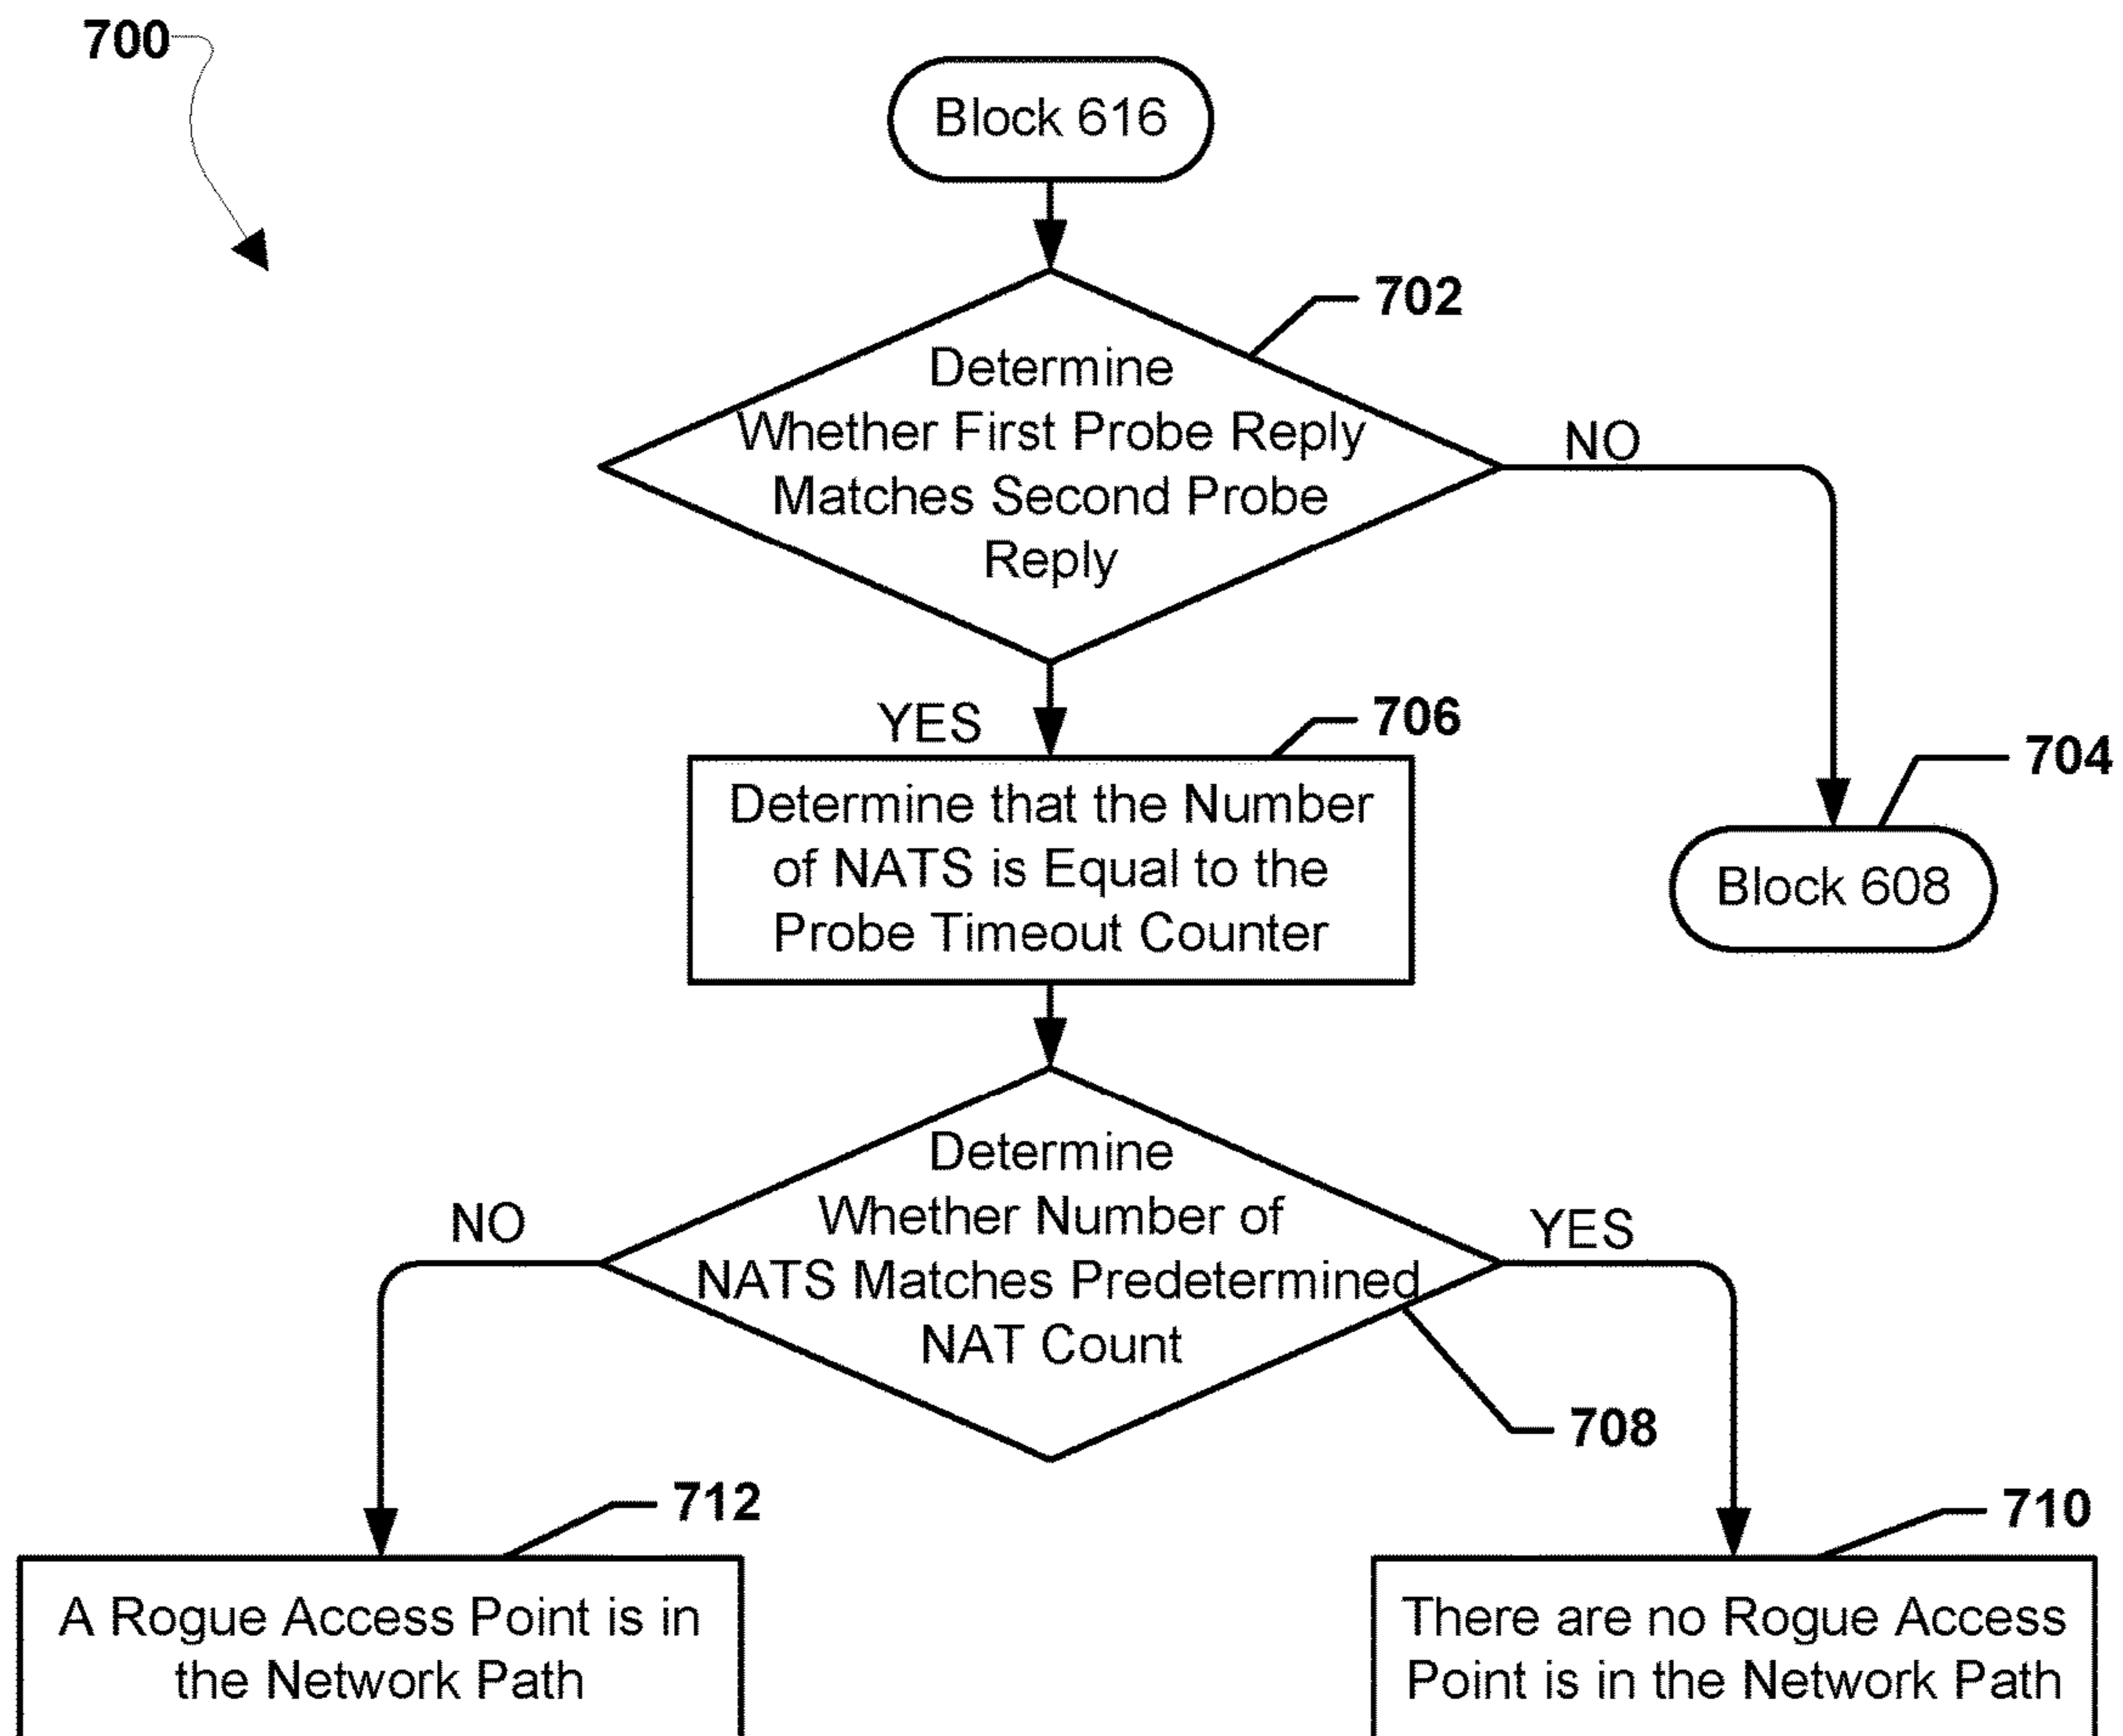 700
Block 616
702
Determine
Whether First Probe Reply
Matches Second Probe
Reply
NO
YES
706
Determine that the Number
of NATS is Equal to the
Probe Timeout Counter
704
Block 608
Determine
Whether Number of
NATS Matches Predetermined
NAT Count
NO
YES
708
712
A Rogue Access Point is in
the Network Path
710
There are no Rogue Access
Point is in the Network Path